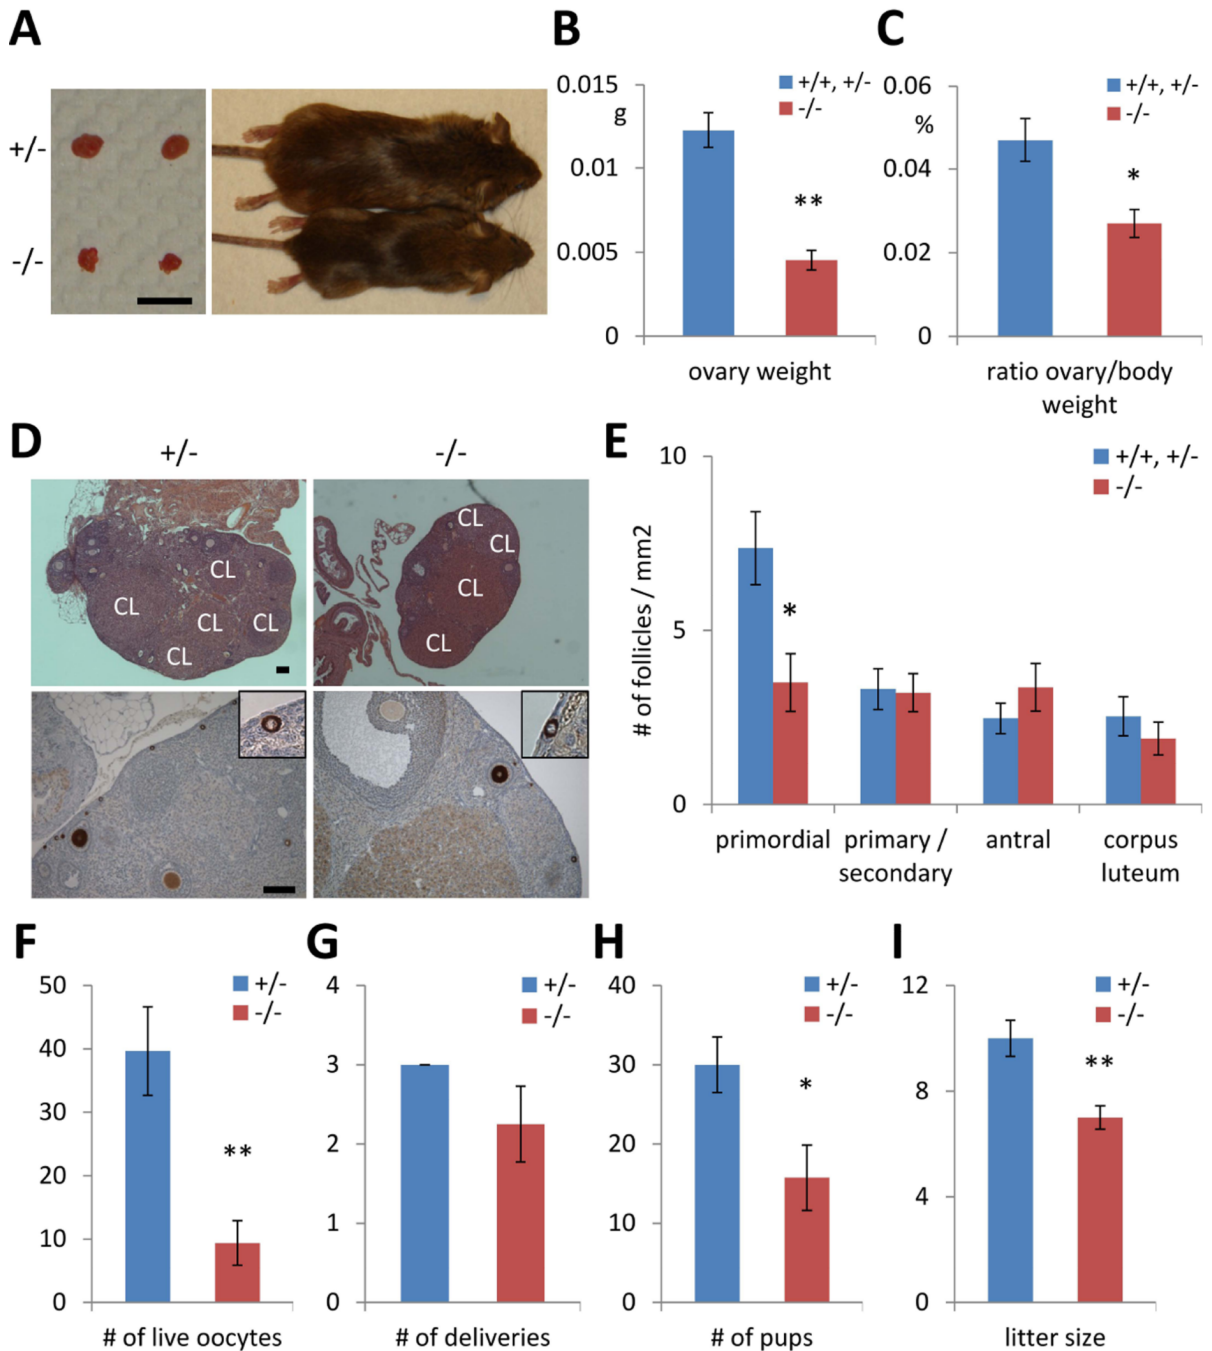 A
+/-
-/-
B
+/+, +/-
-/-
0.015
g
0.01
0.005
0
**
ovary weight
C
+/+, +/-
-/-
0.06
%
0.04
0.02
0
*
ratio ovary/body
weight
D
+/-
-/-
CL
CL
CL
CL
CL
CL
CL
CL
CL
E
+/+, +/-
-/-
# of follicles / mm2
10
5
0
*
primordial
primary /
secondary
antral
corpus
luteum
F
+/-
-/-
50
40
30
20
10
0
**
# of live oocytes
G
+/-
-/-
4
3
2
1
0
# of deliveries
H
+/-
-/-
40
30
20
10
0
*
# of pups
I
+/-
-/-
12
8
4
0
**
litter size